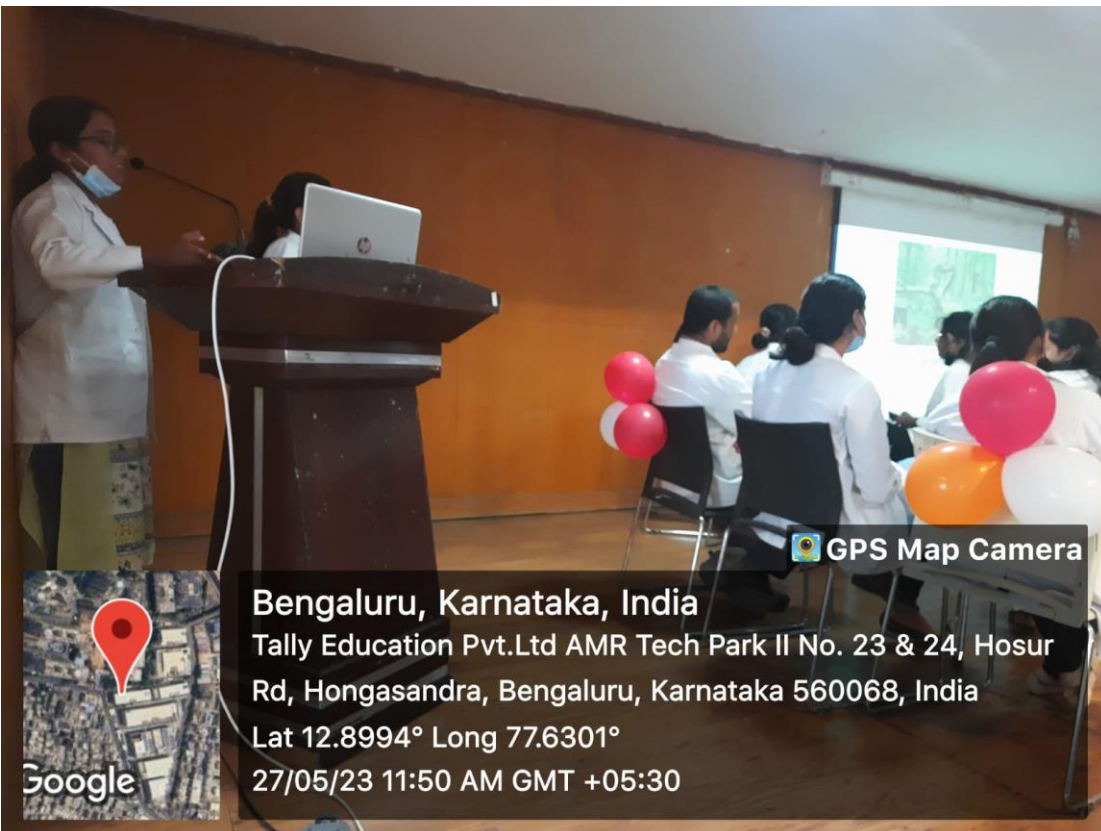 GPS Map Camera
Bengaluru, Karnataka, India
Tally Education Pvt.Ltd AMR Tech Park II No. 23 & 24, Hosur
Rd, Hongasandra, Bengaluru, Karnataka 560068, India
Lat 12.8994° Long 77.6301°
27/05/23 11:50 AM GMT +05:30
Google
hp